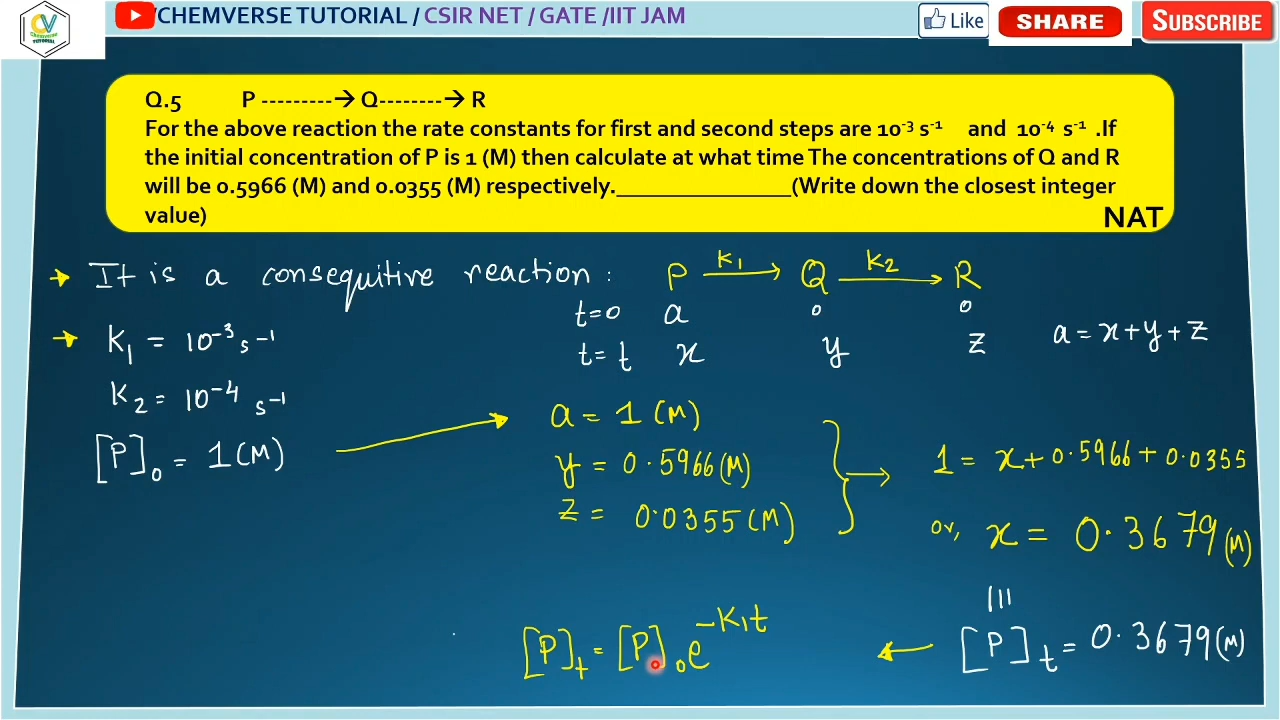 CV
Chemverse
TUTORIAL
/CHEMVERSE TUTORIAL / CSIR NET / GATE /IIT JAM
Like
SHARE
SUBSCRIBE
Q.5 P ---------→ Q--------→ R
For the above reaction the rate constants for first and second steps are 10⁻³ s⁻¹ and 10⁻⁴ s⁻¹ .If
the initial concentration of P is 1 (M) then calculate at what time The concentrations of Q and R
will be 0.5966 (M) and 0.0355 (M) respectively._______________(Write down the closest integer
value) NAT
→ It is a consequitive reaction : P —K₁→ Q —K₂→ R
t=0 a 0 0
t=t x y z a = x+y+z
→ K₁ = 10⁻³ s⁻¹
K₂ = 10⁻⁴ s⁻¹
[P]₀ = 1(M) → a = 1 (M)
y = 0.5966 (M)
z = 0.0355 (M)
} → 1 = x + 0.5966 + 0.0355
or, x = 0.3679 (M)
|||
[P]t = 0.3679 (M)
← [P]t = [P]₀ e^-K₁t